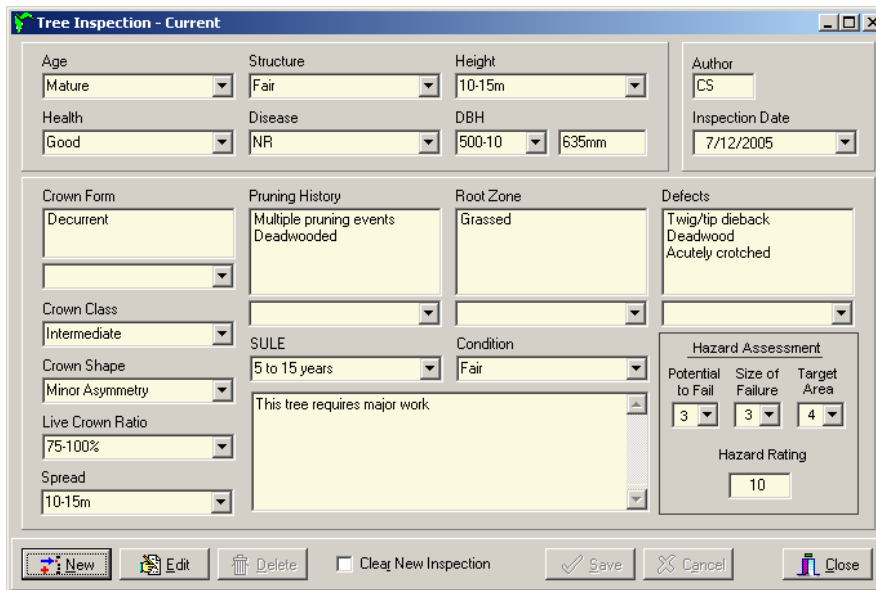 Tree Inspection - Current
Age
Structure
Height
Author
Mature
Fair
10-15m
CS
Health
Disease
DBH
Inspection Date
Good
NR
500-10
635mm
7/12/2005
Crown Form
Pruning History
Root Zone
Defects
Decurrent
Multiple pruning events
Deadwooded
Grassed
Twig/tip dieback
Deadwood
Acutely crotched
Crown Class
Intermediate
SULE
Condition
5 to 15 years
Fair
Crown Shape
Minor Asymmetry
Live Crown Ratio
75-100%
Spread
10-15m
This tree requires major work
Hazard Assessment
Potential
to Fail
Size of
Failure
Target
Area
3
3
4
Hazard Rating
10
New
Edit
Delete
Clear New Inspection
Save
Cancel
Close